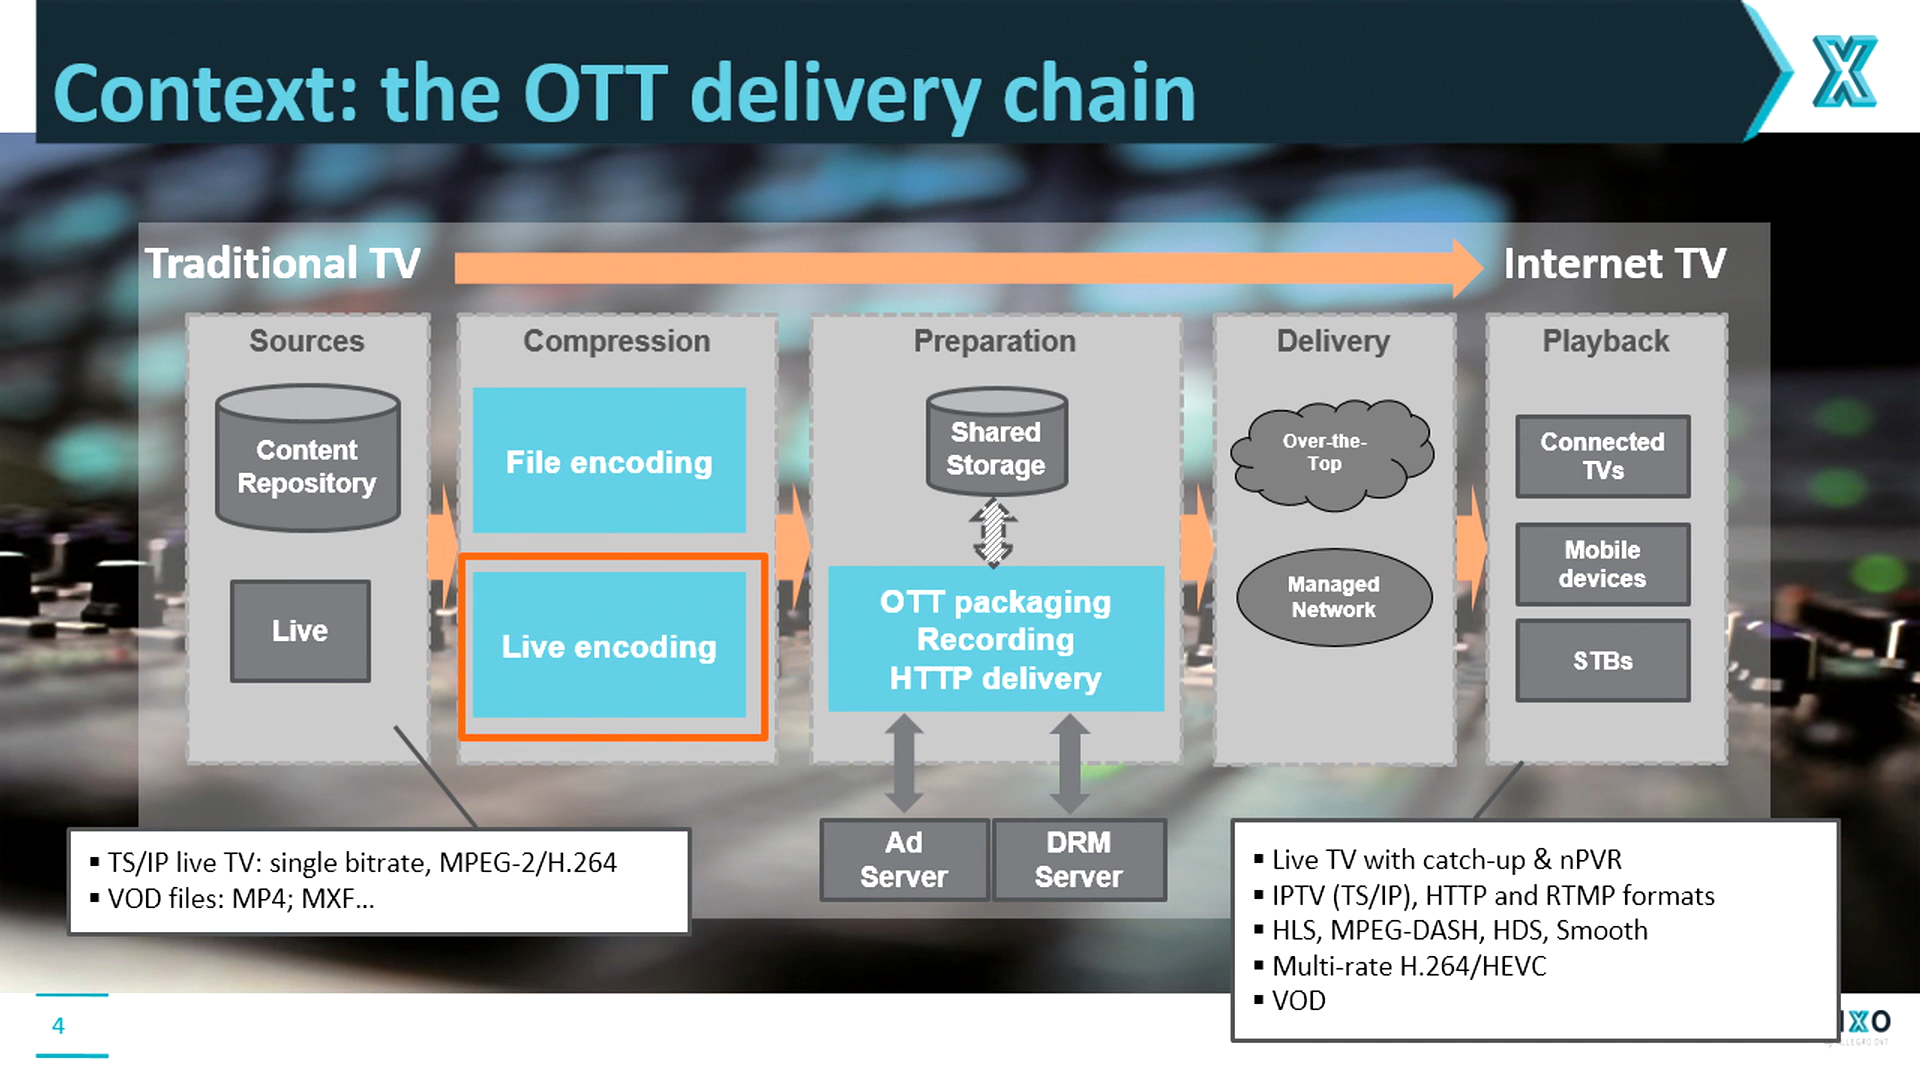 Context: the OTT delivery chain
Traditional TV
Internet TV
Sources
Compression
Preparation
Delivery
Playback
Content
Repository
Live
File encoding
Live encoding
Shared
Storage
OTT packaging
Recording
HTTP delivery
Over-the-
Top
Managed
Network
Connected
TVs
Mobile
devices
STBs
Ad
Server
DRM
Server
▪ TS/IP live TV: single bitrate, MPEG-2/H.264
▪ VOD files: MP4; MXF...
▪ Live TV with catch-up & nPVR
▪ IPTV (TS/IP), HTTP and RTMP formats
▪ HLS, MPEG-DASH, HDS, Smooth
▪ Multi-rate H.264/HEVC
▪ VOD
4